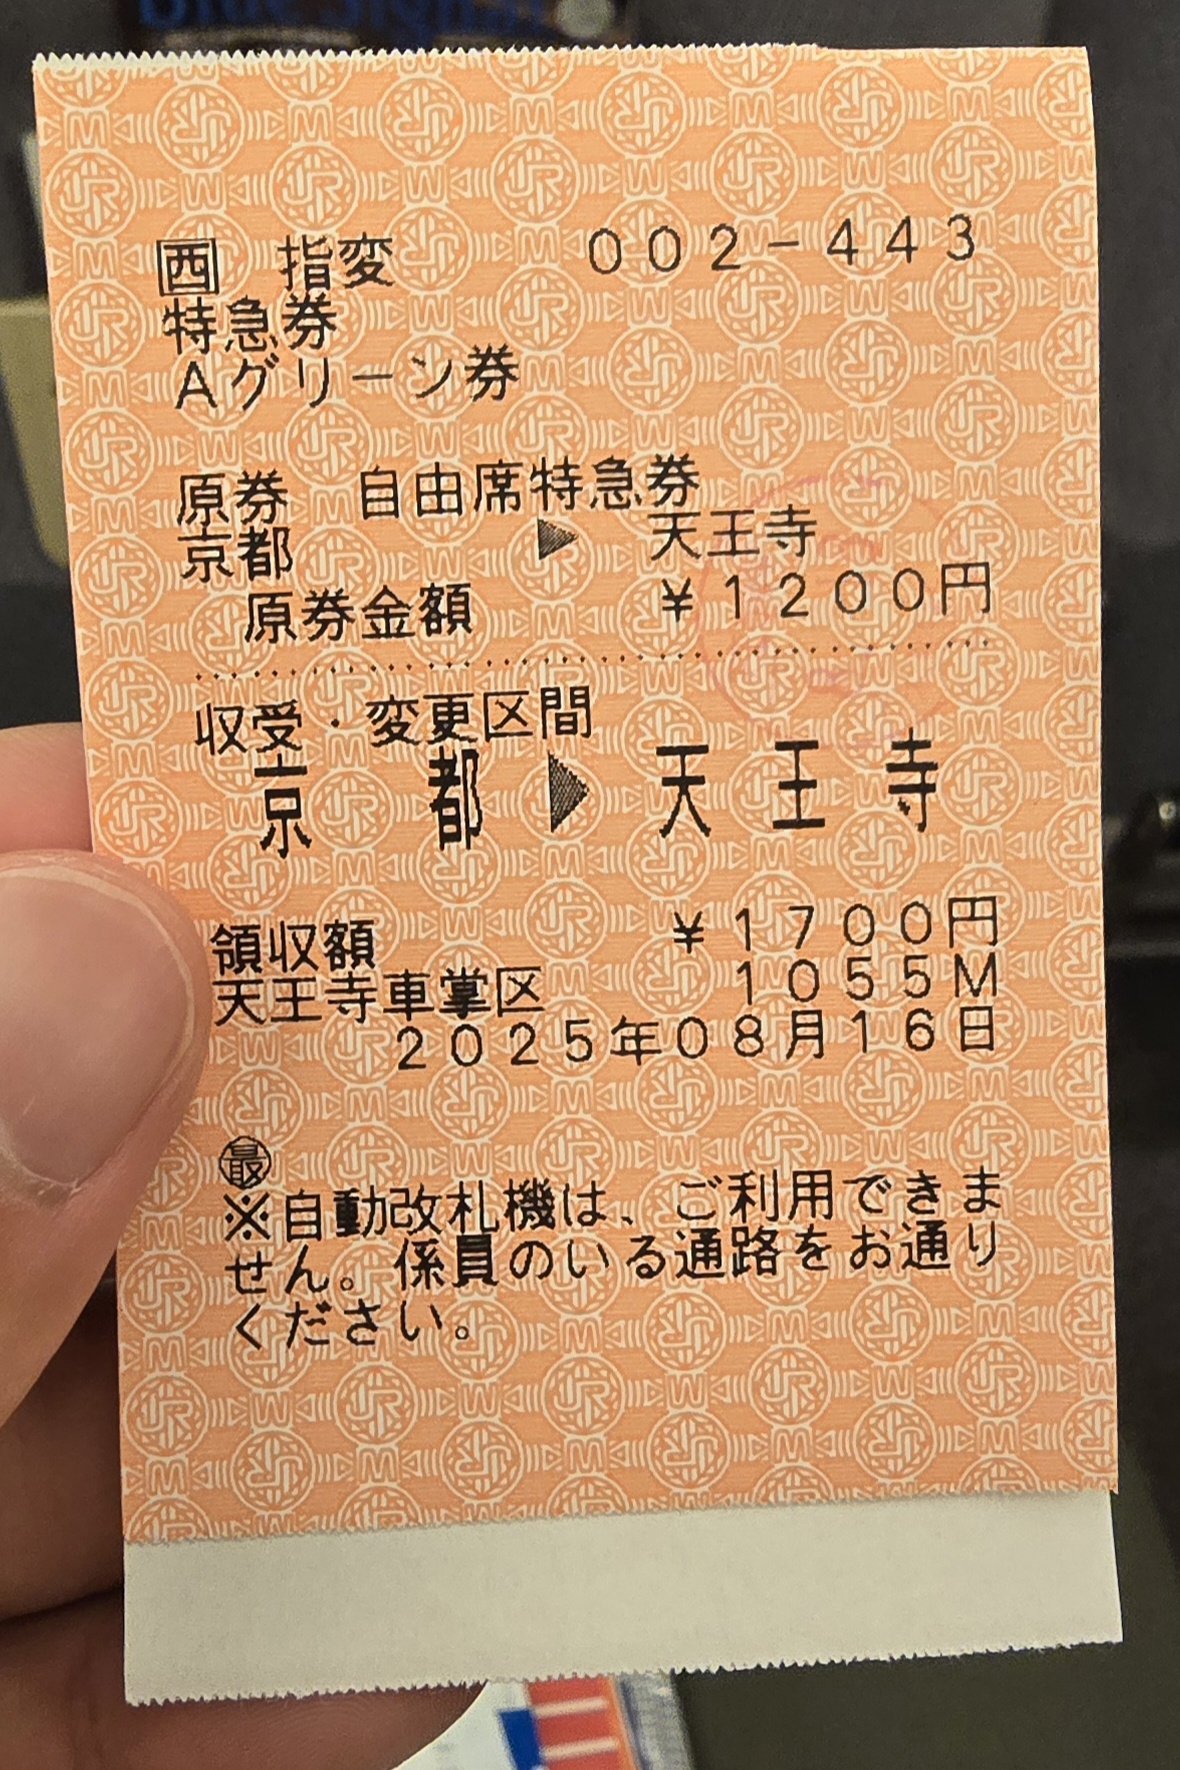 Blue Signal
西 指変 002-443
特急券
Aグリーン券
原券 自由席特急券
京都 ▶ 天王寺
原券金額 ¥1200円
収受・変更区間
京都 ▶ 天王寺
領収額 ¥1700円
天王寺車掌区 1055M
2025年08月16日
㊝
※自動改札機は、ご利用できま
せん。係員のいる通路をお通り
ください。